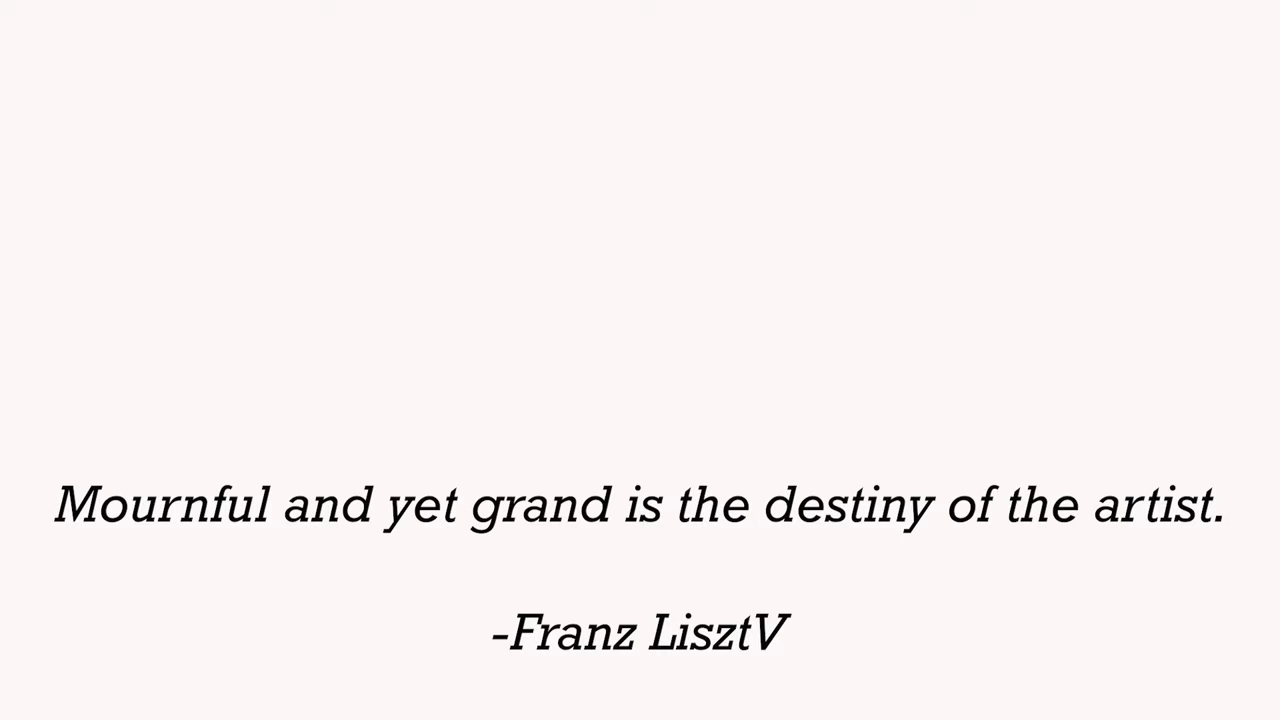 Mournful and yet grand is the destiny of the artist.
-Franz LisztV